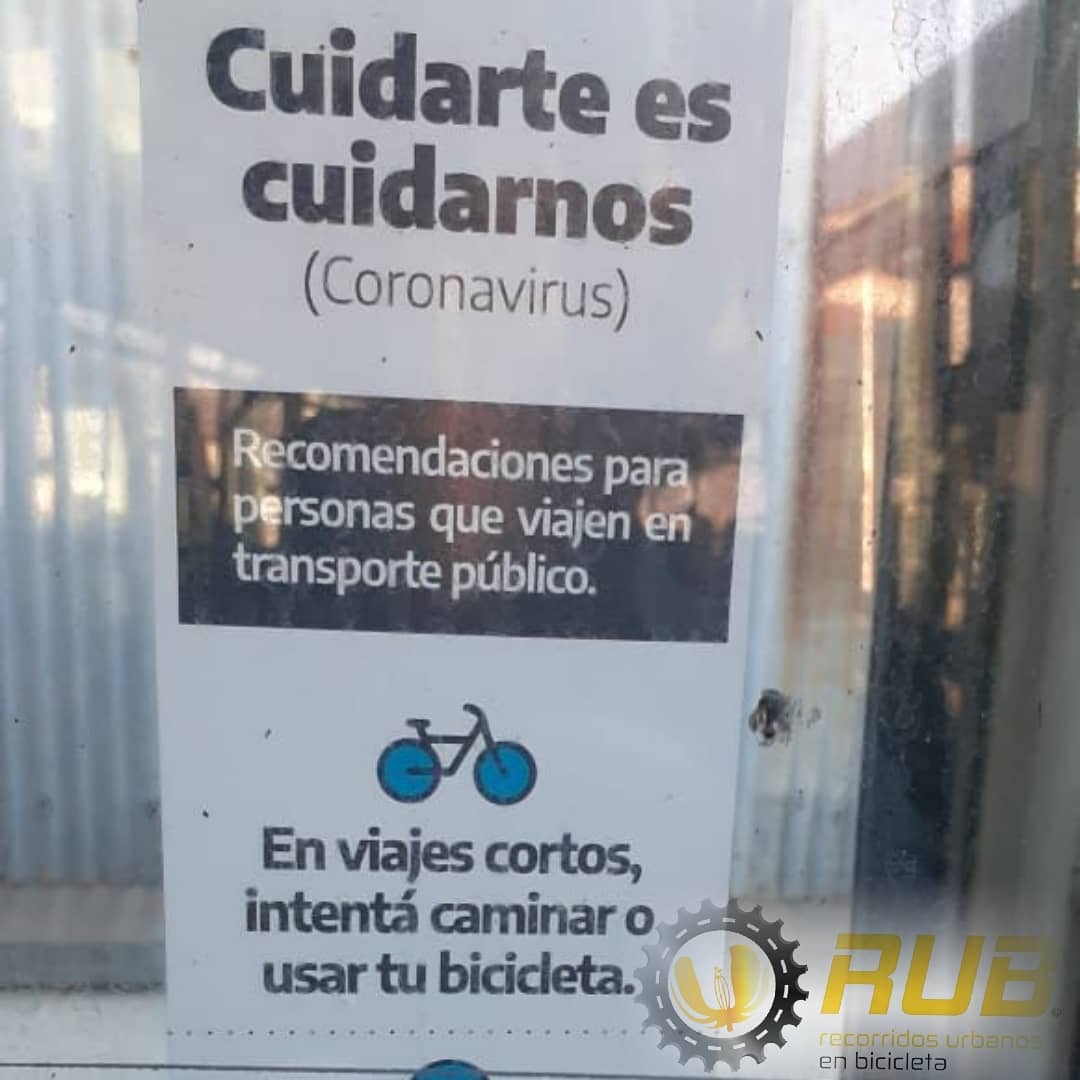 Cuidarte es
cuidarnos
(Coronavirus)
Recomendaciones para
personas que viajen en
transporte público.
En viajes cortos,
intentá caminar o
usar tu bicicleta.
RUB
recorridos urbanos
en bicicleta